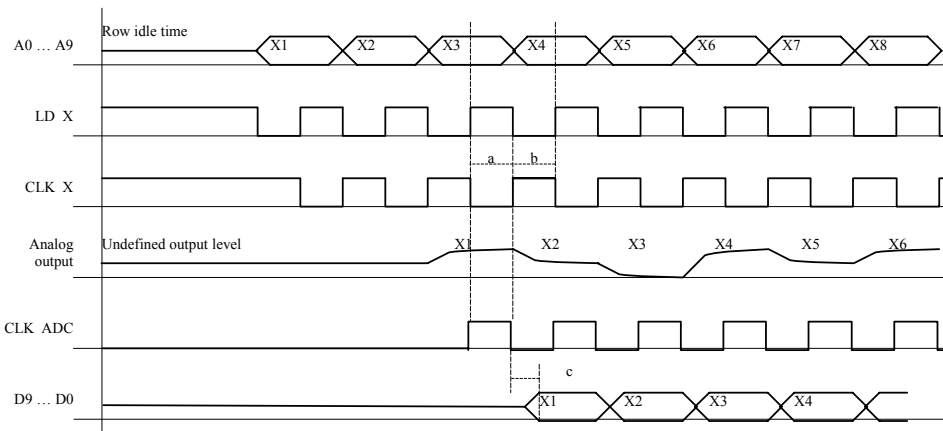 Row idle time
A0 ... A9 X1 X2 X3 X4 X5 X6 X7 X8
LD X
a b
CLK X
Analog output Undefined output level X1 X2 X3 X4 X5 X6
CLK ADC
c
D9 ... D0 X1 X2 X3 X4